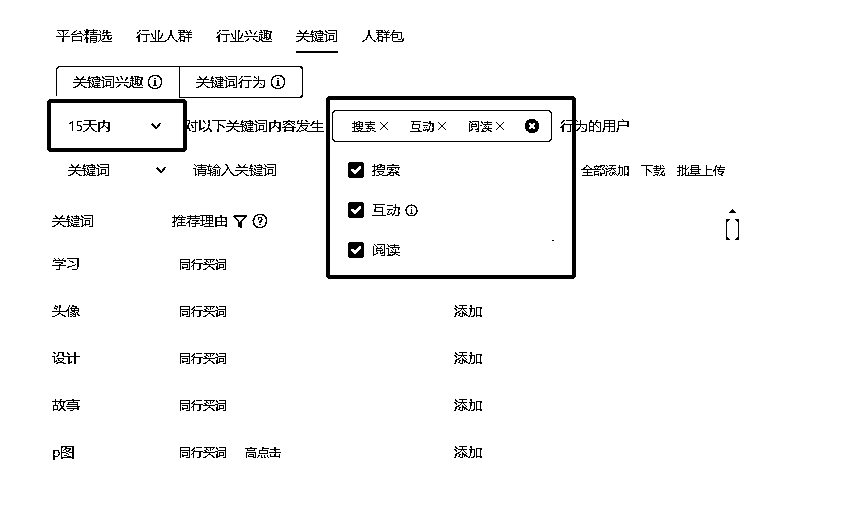 平台精选 行业人群 行业兴趣 关键词 人群包
关键词兴趣 关键词行为
15天内 对以下关键词内容发生 搜索 互动 阅读 行为的用户
关键词 请输入关键词 全部添加 下载 批量上传
搜索
互动
阅读
关键词 推荐理由
学习 同行买词
头像 同行买词 添加
设计 同行买词 添加
故事 同行买词 添加
p图 同行买词 高点击 添加